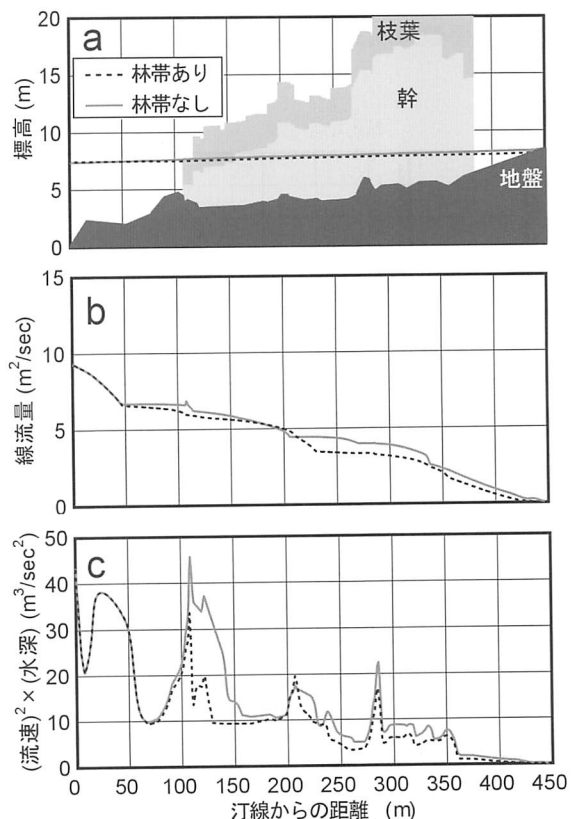 a
標高 (m)
20
15
10
5
0
林帯あり
林帯なし
枝葉
幹
地盤
b
線流量 (m²/sec)
15
10
5
0
c
(流速)² × (水深) (m³/sec²)
50
40
30
20
10
0
0 50 100 150 200 250 300 350 400 450
汀線からの距離 (m)